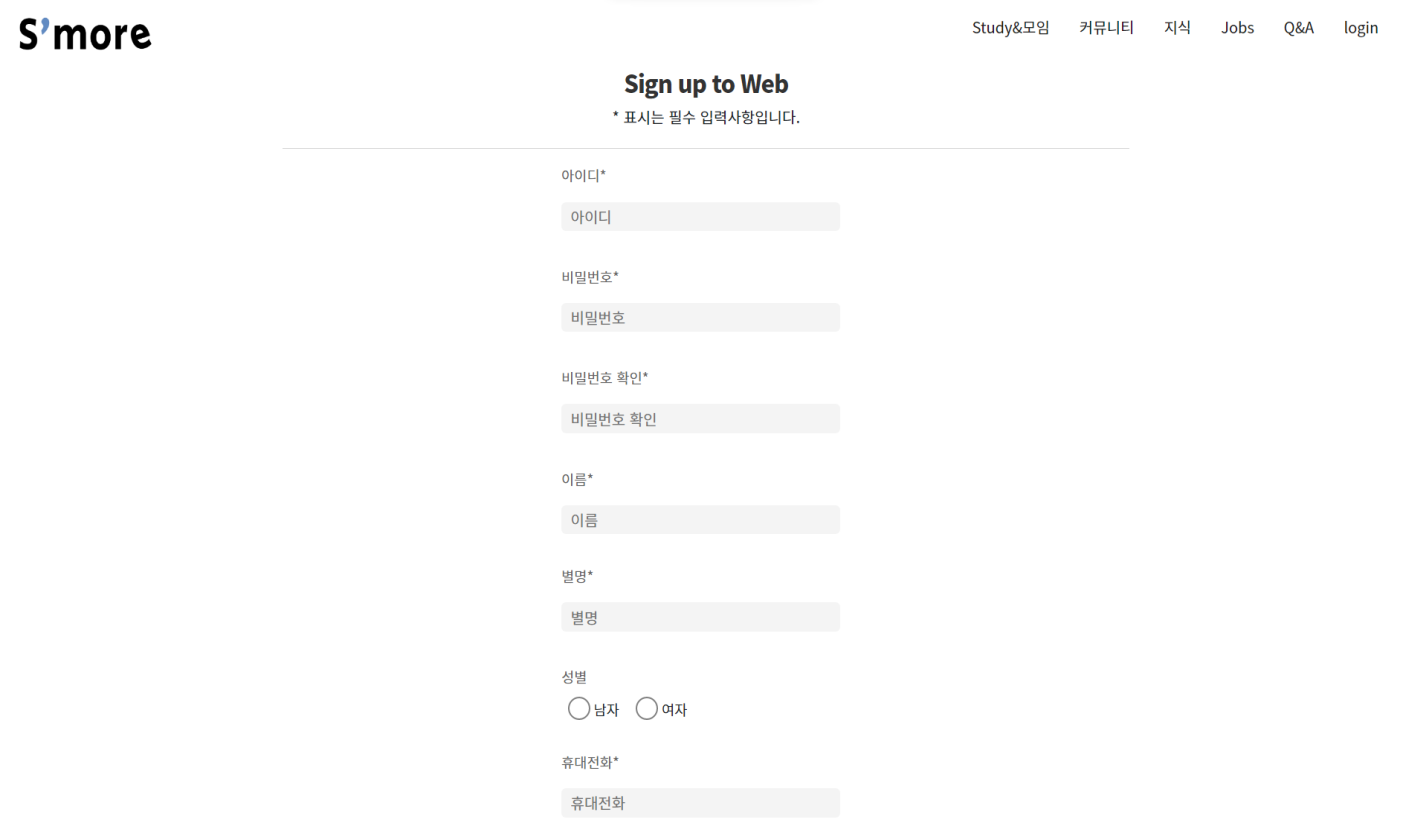 S'more
Study&모임 커뮤니티 지식 Jobs Q&A login
Sign up to Web
* 표시는 필수 입력사항입니다.
아이디*
아이디
비밀번호*
비밀번호
비밀번호 확인*
비밀번호 확인
이름*
이름
별명*
별명
성별
남자 여자
휴대전화*
휴대전화